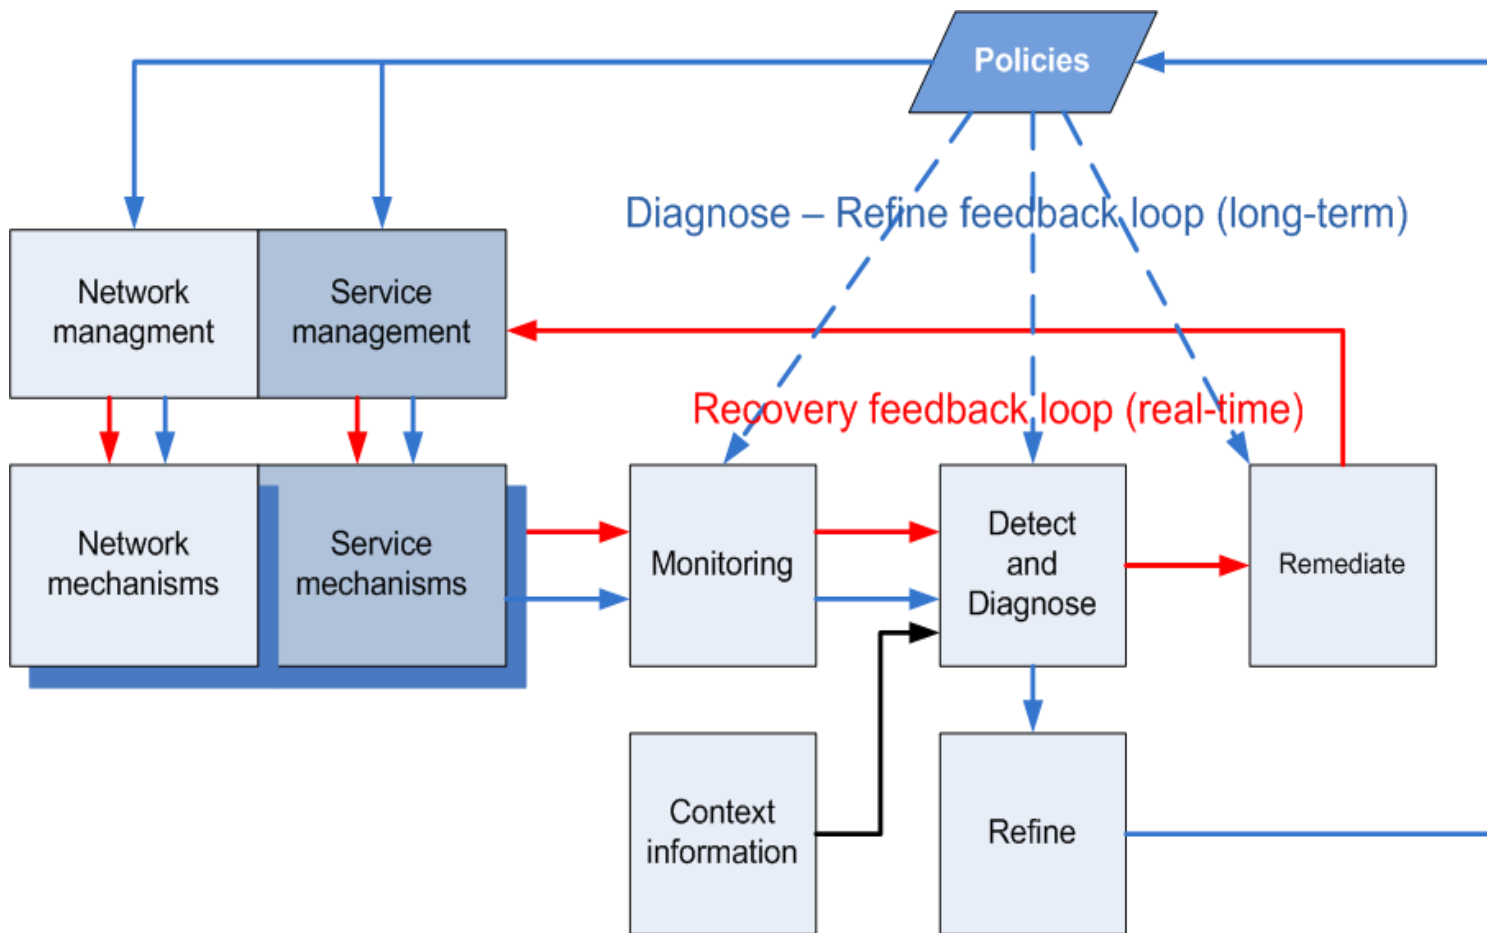 Policies
Diagnose – Refine feedback loop (long-term)
Network
managment
Service
management
Recovery feedback loop (real-time)
Network
mechanisms
Service
mechanisms
Monitoring
Detect
and
Diagnose
Remediate
Context
information
Refine